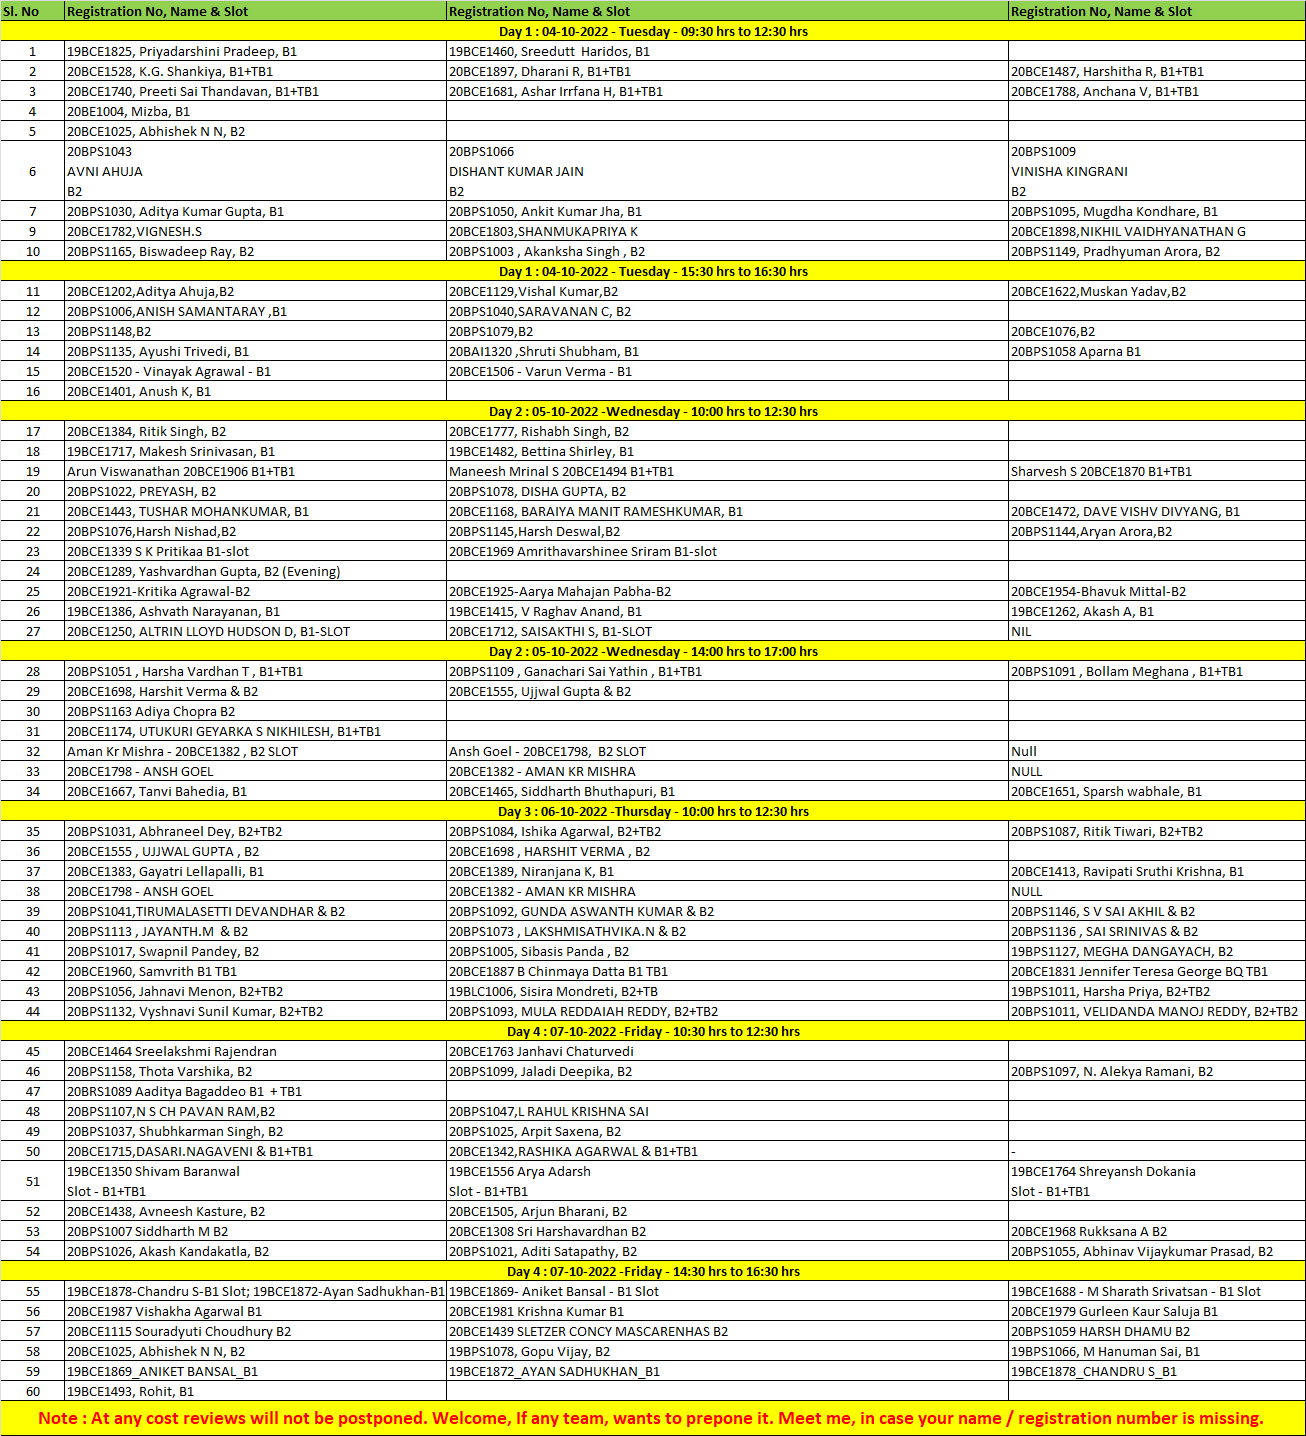 Sl. No Registration No, Name & Slot Registration No, Name & Slot Registration No, Name & Slot
Day 1 : 04-10-2022 - Tuesday - 09:30 hrs to 12:30 hrs
1 19BCE1825, Priyadarshini Pradeep, B1 19BCE1460, Sreedutt Haridos, B1
2 20BCE1528, K.G. Shankiya, B1+TB1 20BCE1897, Dharani R, B1+TB1 20BCE1487, Harshitha R, B1+TB1
3 20BCE1740, Preeti Sai Thandavan, B1+TB1 20BCE1681, Ashar Irrfana H, B1+TB1 20BCE1788, Anchana V, B1+TB1
4 20BE1004, Mizba, B1
5 20BCE1025, Abhishek N N, B2
20BPS1043 20BPS1066 20BPS1009
6 AVNI AHUJA DISHANT KUMAR JAIN VINISHA KINGRANI
B2 B2 B2
7 20BPS1030, Aditya Kumar Gupta, B1 20BPS1050, Ankit Kumar Jha, B1 20BPS1095, Mugdha Kondhare, B1
9 20BCE1782,VIGNESH.S 20BCE1803,SHANMUKAPRIYA K 20BCE1898,NIKHIL VAIDHYANATHAN G
10 20BPS1165, Biswadeep Ray, B2 20BPS1003 , Akanksha Singh , B2 20BPS1149, Pradhyuman Arora, B2
Day 1 : 04-10-2022 - Tuesday - 15:30 hrs to 16:30 hrs
11 20BCE1202,Aditya Ahuja,B2 20BCE1129,Vishal Kumar,B2 20BCE1622,Muskan Yadav,B2
12 20BPS1006,ANISH SAMANTARAY ,B1 20BPS1040,SARAVANAN C, B2
13 20BPS1148,B2 20BPS1079,B2 20BCE1076,B2
14 20BPS1135, Ayushi Trivedi, B1 20BAI1320 ,Shruti Shubham, B1 20BPS1058 Aparna B1
15 20BCE1520 - Vinayak Agrawal - B1 20BCE1506 - Varun Verma - B1
16 20BCE1401, Anush K, B1
Day 2 : 05-10-2022 -Wednesday - 10:00 hrs to 12:30 hrs
17 20BCE1384, Ritik Singh, B2 20BCE1777, Rishabh Singh, B2
18 19BCE1717, Makesh Srinivasan, B1 19BCE1482, Bettina Shirley, B1
19 Arun Viswanathan 20BCE1906 B1+TB1 Maneesh Mrinal S 20BCE1494 B1+TB1 Sharvesh S 20BCE1870 B1+TB1
20 20BPS1022, PREYASH, B2 20BPS1078, DISHA GUPTA, B2
21 20BCE1443, TUSHAR MOHANKUMAR, B1 20BCE1168, BARAIYA MANIT RAMESHKUMAR, B1 20BCE1472, DAVE VISHV DIVYANG, B1
22 20BPS1076,Harsh Nishad,B2 20BPS1145,Harsh Deswal,B2 20BPS1144,Aryan Arora,B2
23 20BCE1339 S K Pritikaa B1-slot 20BCE1969 Amrithavarshinee Sriram B1-slot
24 20BCE1289, Yashvardhan Gupta, B2 (Evening)
25 20BCE1921-Kritika Agrawal-B2 20BCE1925-Aarya Mahajan Pabha-B2 20BCE1954-Bhavuk Mittal-B2
26 19BCE1386, Ashvath Narayanan, B1 19BCE1415, V Raghav Anand, B1 19BCE1262, Akash A, B1
27 20BCE1250, ALTRIN LLOYD HUDSON D, B1-SLOT 20BCE1712, SAISAKTHI S, B1-SLOT NIL
Day 2 : 05-10-2022 -Wednesday - 14:00 hrs to 17:00 hrs
28 20BPS1051 , Harsha Vardhan T , B1+TB1 20BPS1109 , Ganachari Sai Yathin , B1+TB1 20BPS1091 , Bollam Meghana , B1+TB1
29 20BCE1698, Harshit Verma & B2 20BCE1555, Ujjwal Gupta & B2
30 20BPS1163 Adiya Chopra B2
31 20BCE1174, UTUKURI GEYARKA S NIKHILESH, B1+TB1
32 Aman Kr Mishra - 20BCE1382 , B2 SLOT Ansh Goel - 20BCE1798, B2 SLOT Null
33 20BCE1798 - ANSH GOEL 20BCE1382 - AMAN KR MISHRA NULL
34 20BCE1667, Tanvi Bahedia, B1 20BCE1465, Siddharth Bhuthapuri, B1 20BCE1651, Sparsh wabhale, B1
Day 3 : 06-10-2022 -Thursday - 10:00 hrs to 12:30 hrs
35 20BPS1031, Abhraneel Dey, B2+TB2 20BPS1084, Ishika Agarwal, B2+TB2 20BPS1087, Ritik Tiwari, B2+TB2
36 20BCE1555 , UJJWAL GUPTA , B2 20BCE1698 , HARSHIT VERMA , B2
37 20BCE1383, Gayatri Lellapalli, B1 20BCE1389, Niranjana K, B1 20BCE1413, Ravipati Sruthi Krishna, B1
38 20BCE1798 - ANSH GOEL 20BCE1382 - AMAN KR MISHRA NULL
39 20BPS1041,TIRUMALASETTI DEVANDHAR & B2 20BPS1092, GUNDA ASWANTH KUMAR & B2 20BPS1146, S V SAI AKHIL & B2
40 20BPS1113 , JAYANTH.M & B2 20BPS1073 , LAKSHMISATHVIKA.N & B2 20BPS1136 , SAI SRINIVAS & B2
41 20BPS1017, Swapnil Pandey, B2 20BPS1005, Sibasis Panda , B2 19BPS1127, MEGHA DANGAYACH, B2
42 20BCE1960, Samvrith B1 TB1 20BCE1887 B Chinmaya Datta B1 TB1 20BCE1831 Jennifer Teresa George BQ TB1
43 20BPS1056, Jahnavi Menon, B2+TB2 19BLC1006, Sisira Mondreti, B2+TB 19BPS1011, Harsha Priya, B2+TB2
44 20BPS1132, Vyshnavi Sunil Kumar, B2+TB2 20BPS1093, MULA REDDAIAH REDDY, B2+TB2 20BPS1011, VELIDANDA MANOJ REDDY, B2+TB2
Day 4 : 07-10-2022 -Friday - 10:30 hrs to 12:30 hrs
45 20BCE1464 Sreelakshmi Rajendran 20BCE1763 Janhavi Chaturvedi
46 20BPS1158, Thota Varshika, B2 20BPS1099, Jaladi Deepika, B2 20BPS1097, N. Alekya Ramani, B2
47 20BRS1089 Aaditya Bagaddeo B1 + TB1
48 20BPS1107,N S CH PAVAN RAM,B2 20BPS1047,L RAHUL KRISHNA SAI
49 20BPS1037, Shubhkarman Singh, B2 20BPS1025, Arpit Saxena, B2
50 20BCE1715,DASARI.NAGAVENI & B1+TB1 20BCE1342,RASHIKA AGARWAL & B1+TB1 -
19BCE1350 Shivam Baranwal 19BCE1556 Arya Adarsh 19BCE1764 Shreyansh Dokania
51 Slot - B1+TB1 Slot - B1+TB1 Slot - B1+TB1
52 20BCE1438, Avneesh Kasture, B2 20BCE1505, Arjun Bharani, B2
53 20BPS1007 Siddharth M B2 20BCE1308 Sri Harshavardhan B2 20BCE1968 Rukksana A B2
54 20BPS1026, Akash Kandakatla, B2 20BPS1021, Aditi Satapathy, B2 20BPS1055, Abhinav Vijaykumar Prasad, B2
Day 4 : 07-10-2022 -Friday - 14:30 hrs to 16:30 hrs
55 19BCE1878-Chandru S-B1 Slot; 19BCE1872-Ayan Sadhukhan-B1 19BCE1869- Aniket Bansal - B1 Slot 19BCE1688 - M Sharath Srivatsan - B1 Slot
56 20BCE1987 Vishakha Agarwal B1 20BCE1981 Krishna Kumar B1 20BCE1979 Gurleen Kaur Saluja B1
57 20BCE1115 Souradyuti Choudhury B2 20BCE1439 SLETZER CONCY MASCARENHAS B2 20BPS1059 HARSH DHAMU B2
58 20BCE1025, Abhishek N N, B2 19BPS1078, Gopu Vijay, B2 19BPS1066, M Hanuman Sai, B1
59 19BCE1869_ANIKET BANSAL_B1 19BCE1872_AYAN SADHUKHAN_B1 19BCE1878_CHANDRU S_B1
60 19BCE1493, Rohit, B1
Note : At any cost reviews will not be postponed. Welcome, If any team, wants to prepone it. Meet me, in case your name / registration number is missing.